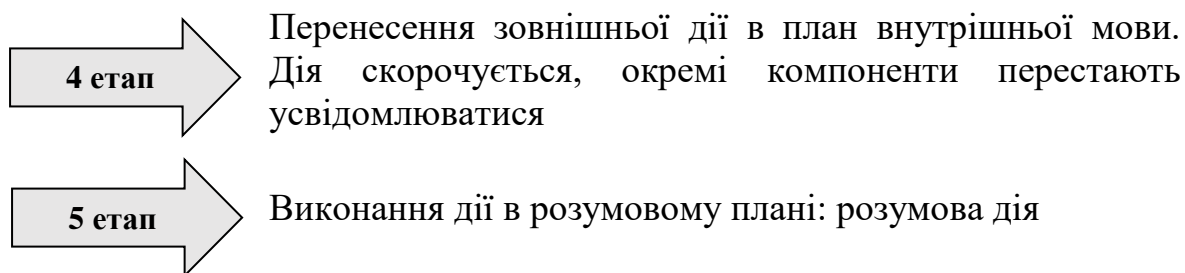 Перенесення зовнішньої дії в план внутрішньої мови.
4 етап
Дія скорочується, окремі компоненти перестають
усвідомлюватися
5 етап
Виконання дії в розумовому плані: розумова дія